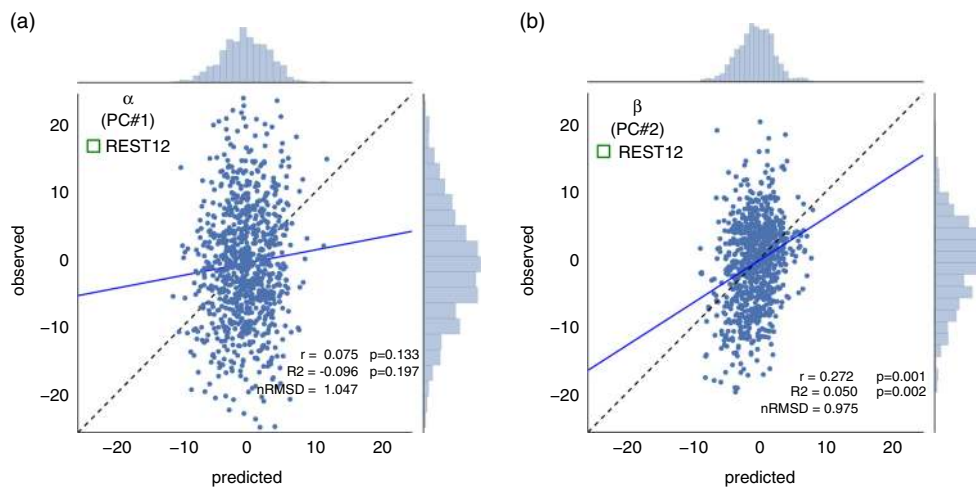 (a)
α
(PC#1)
REST12
20
10
0
−10
−20
observed
r = 0.075 p=0.133
R2 = -0.096 p=0.197
nRMSD = 1.047
−20 −10 0 10 20
predicted
(b)
β
(PC#2)
REST12
20
10
0
−10
−20
observed
r = 0.272 p=0.001
R2 = 0.050 p=0.002
nRMSD = 0.975
−20 −10 0 10 20
predicted